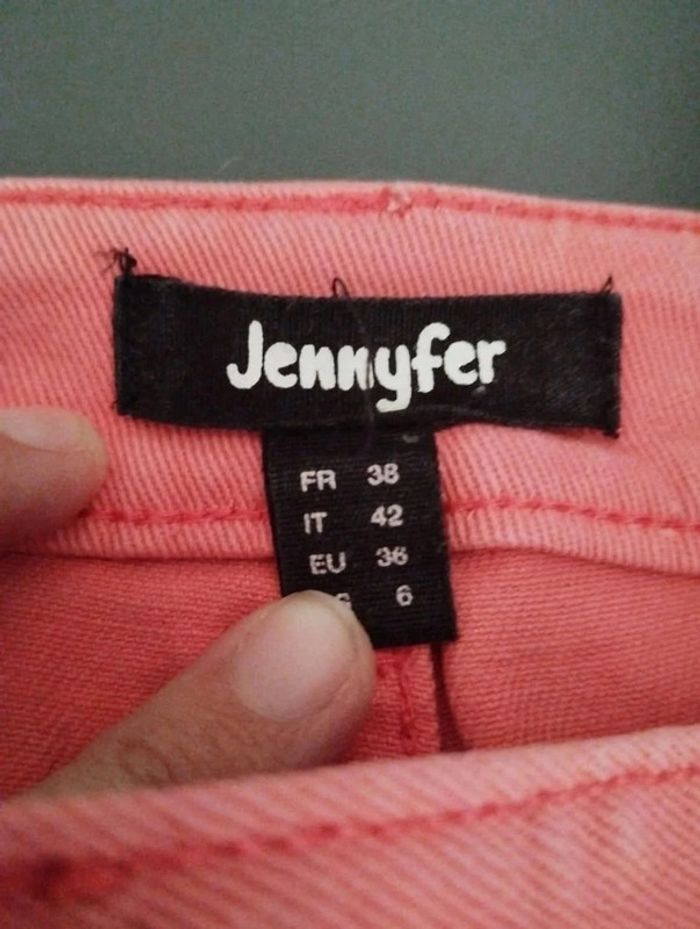 Jennyfer
FR 38
IT 42
EU 36
6